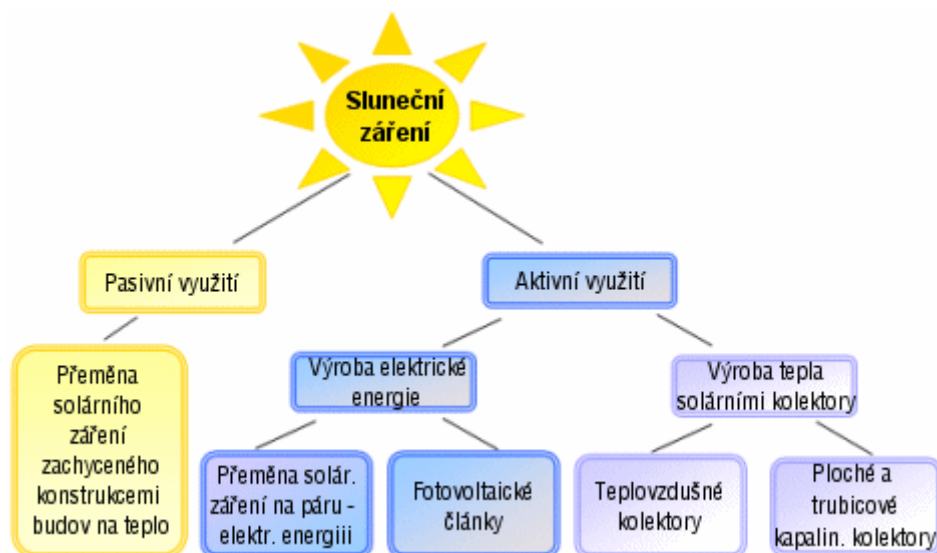 Sluneční
záření
Pasivní využití
Aktivní využití
Přeměna
solárního
záření
zachyceného
konstrukcemi
budov na teplo
Výroba elektrické
energie
Výroba tepla
solárními kolektory
Přeměna solár.
záření na páru -
elektr. energiii
Fotovoltaické
články
Teplovzdušné
kolektory
Ploché a
trubicové
kapalin. kolektory